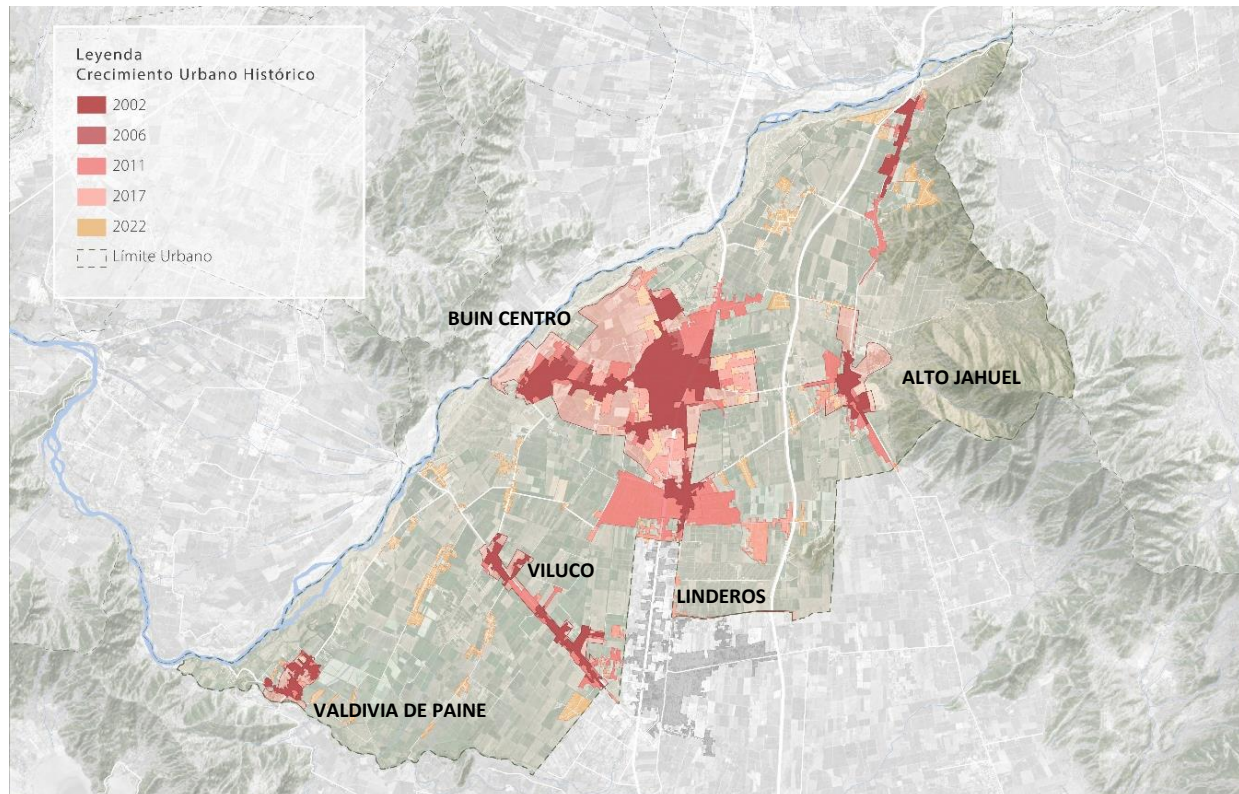 Leyenda
Crecimiento Urbano Histórico
2002
2006
2011
2017
2022
Límite Urbano
BUIN CENTRO
ALTO JAHUEL
VILUCO
LINDEROS
VALDIVIA DE PAINE